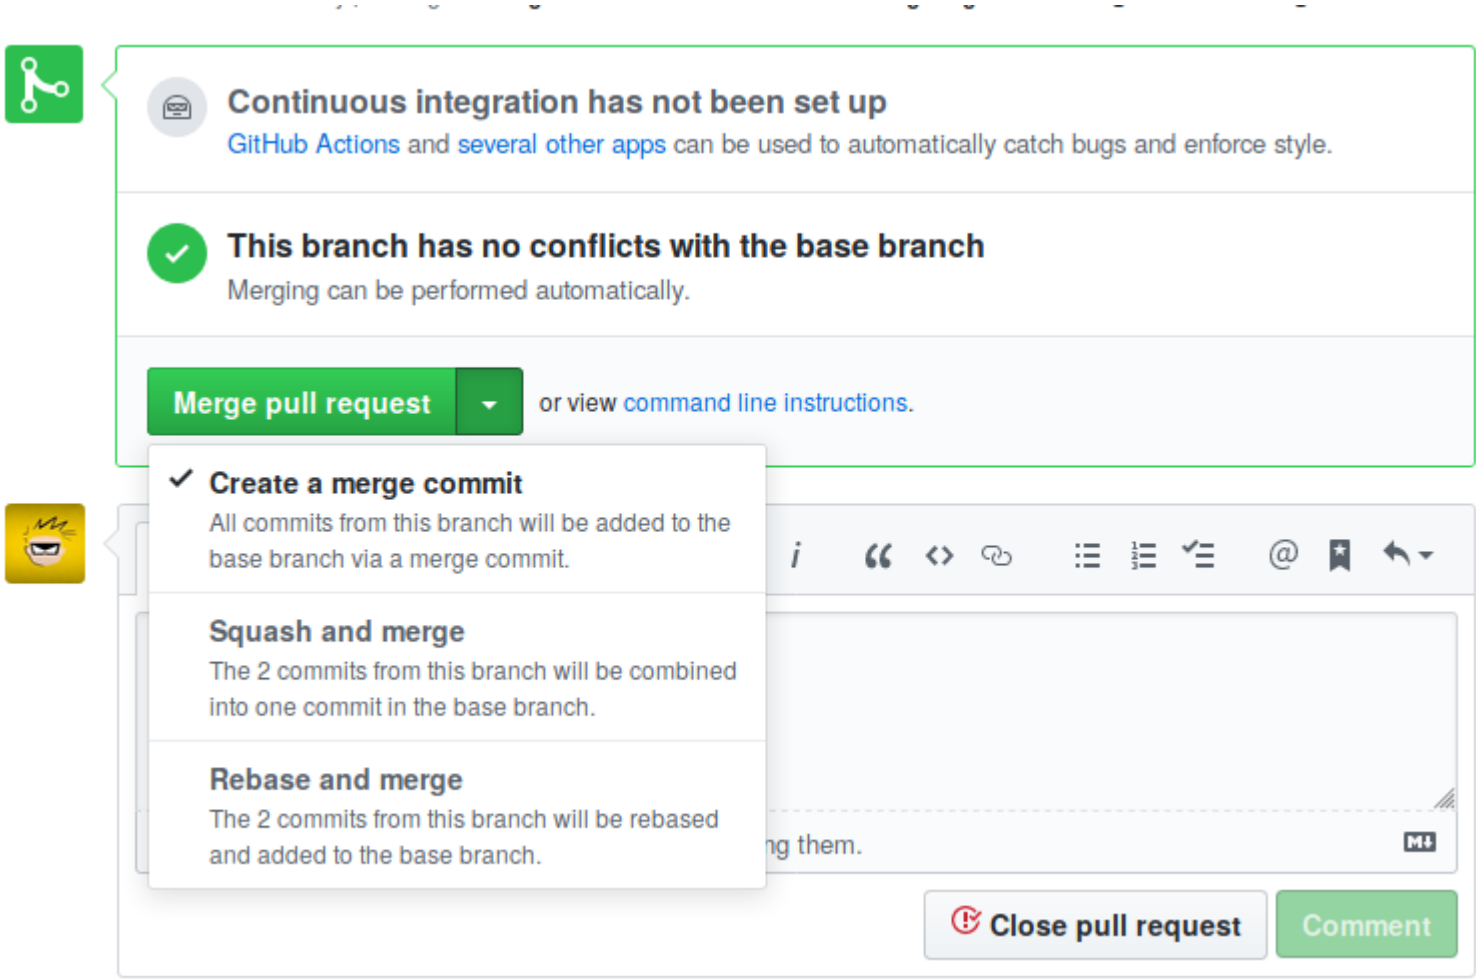 Continuous integration has not been set up
GitHub Actions and several other apps can be used to automatically catch bugs and enforce style.
This branch has no conflicts with the base branch
Merging can be performed automatically.
Merge pull request
or view command line instructions.
Create a merge commit
All commits from this branch will be added to the
base branch via a merge commit.
Squash and merge
The 2 commits from this branch will be combined
into one commit in the base branch.
Rebase and merge
The 2 commits from this branch will be rebased
and added to the base branch.
them.
Close pull request
Comment